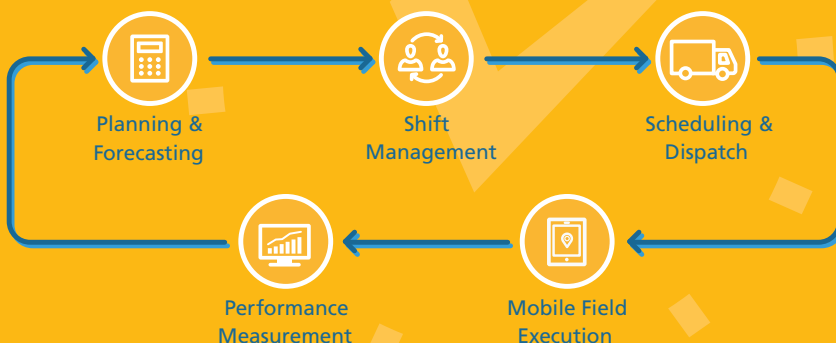 Planning &
Forecasting
Shift
Management
Scheduling &
Dispatch
Performance
Measurement
Mobile Field
Execution